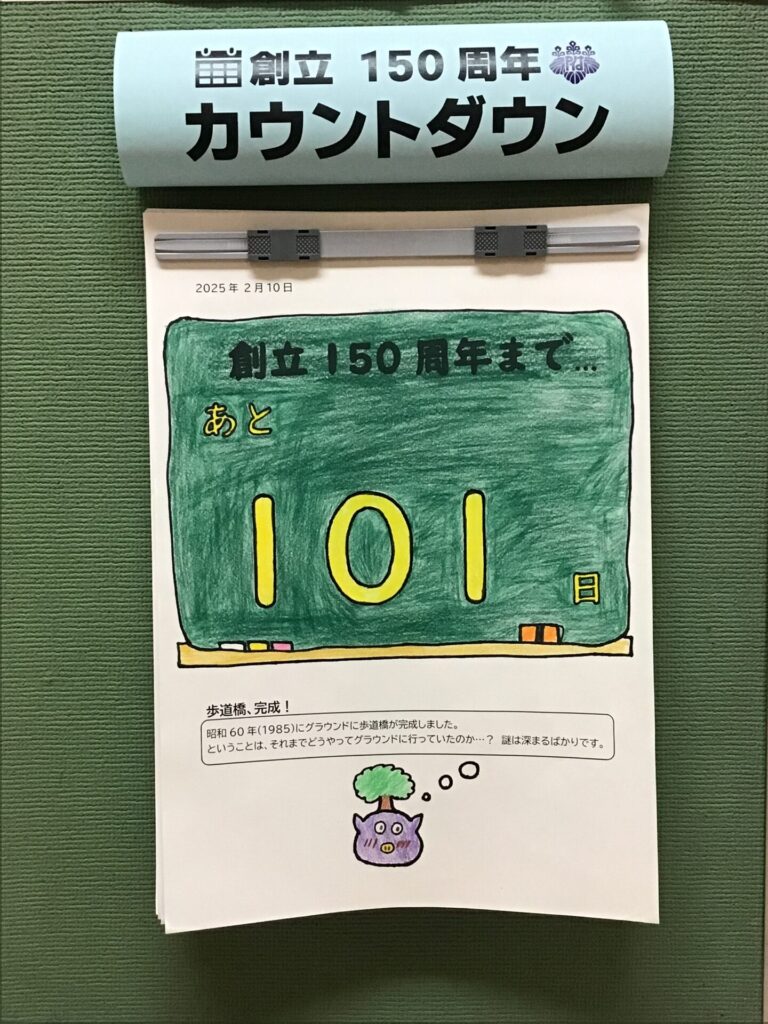 創立 150 周年
カウントダウン
2025年 2月10日
創立 150 周年まで…
あと
101
日
歩道橋、完成！
昭和 60 年(1985)にグラウンドに歩道橋が完成しました。
ということは、それまでどうやってグラウンドに行っていたのか…？ 謎は深まるばかりです。